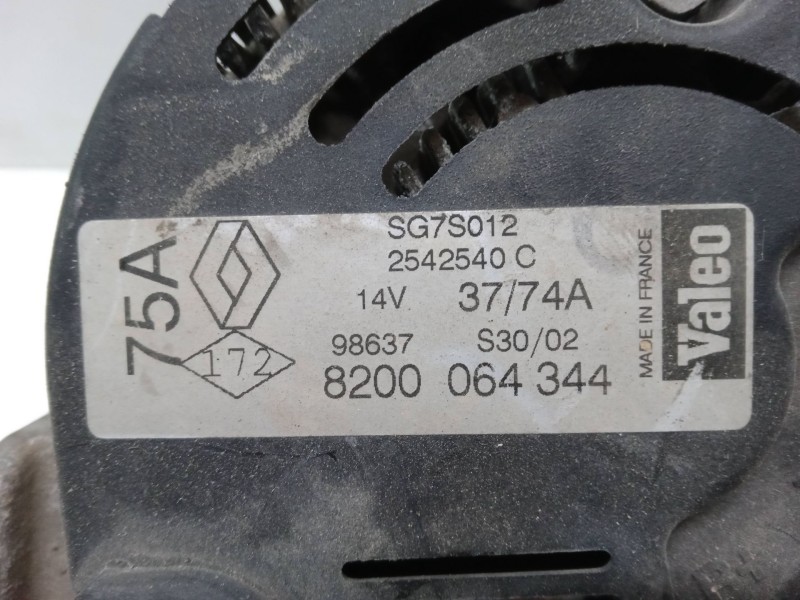 75A
SG7S012
2542540 C
14V 37/74A
172
98637 S30/02
8200 064 344
MADE IN FRANCE
Valeo